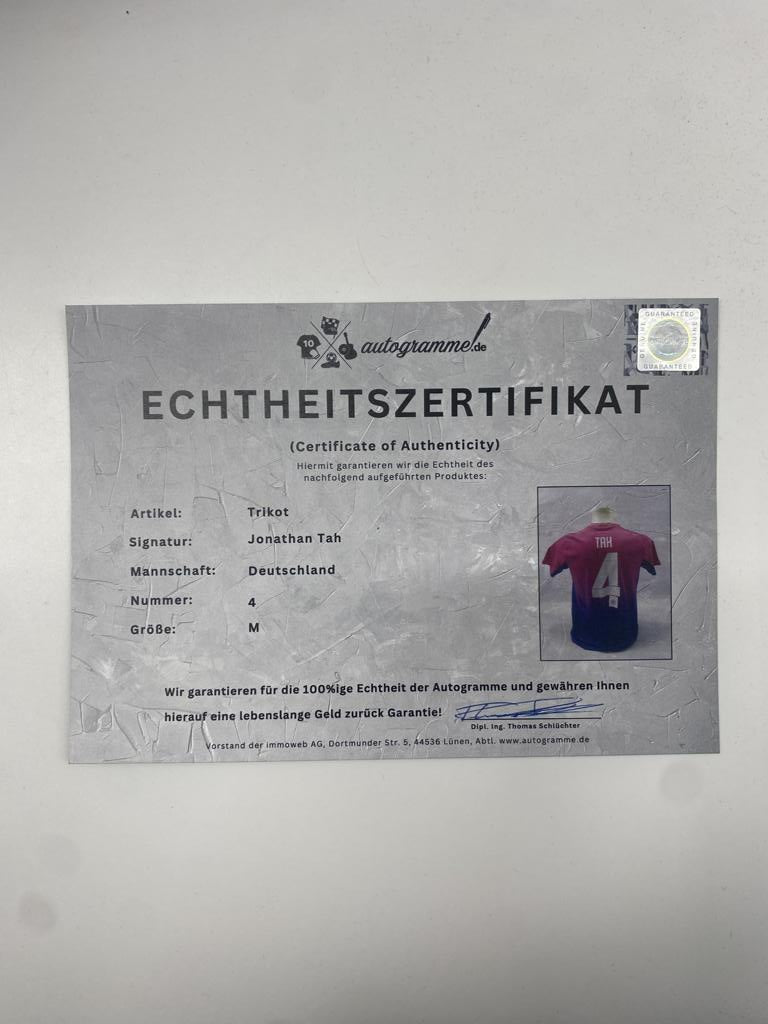 10
autogramme!.de
GUARANTEED
GENUINE
GUARANTEED
ECHTHEITSZERTIFIKAT
(Certificate of Authenticity)
Hiermit garantieren wir die Echtheit des
nachfolgend aufgeführten Produktes:
Artikel: Trikot
Signatur: Jonathan Tah
Mannschaft: Deutschland
Nummer: 4
Größe: M
TAH
4
Wir garantieren für die 100%ige Echtheit der Autogramme und gewähren Ihnen
hierauf eine lebenslange Geld zurück Garantie!
Dipl. Ing. Thomas Schlüchter
Vorstand der immoweb AG, Dortmunder Str. 5, 44536 Lünen, Abtl. www.autogramme.de